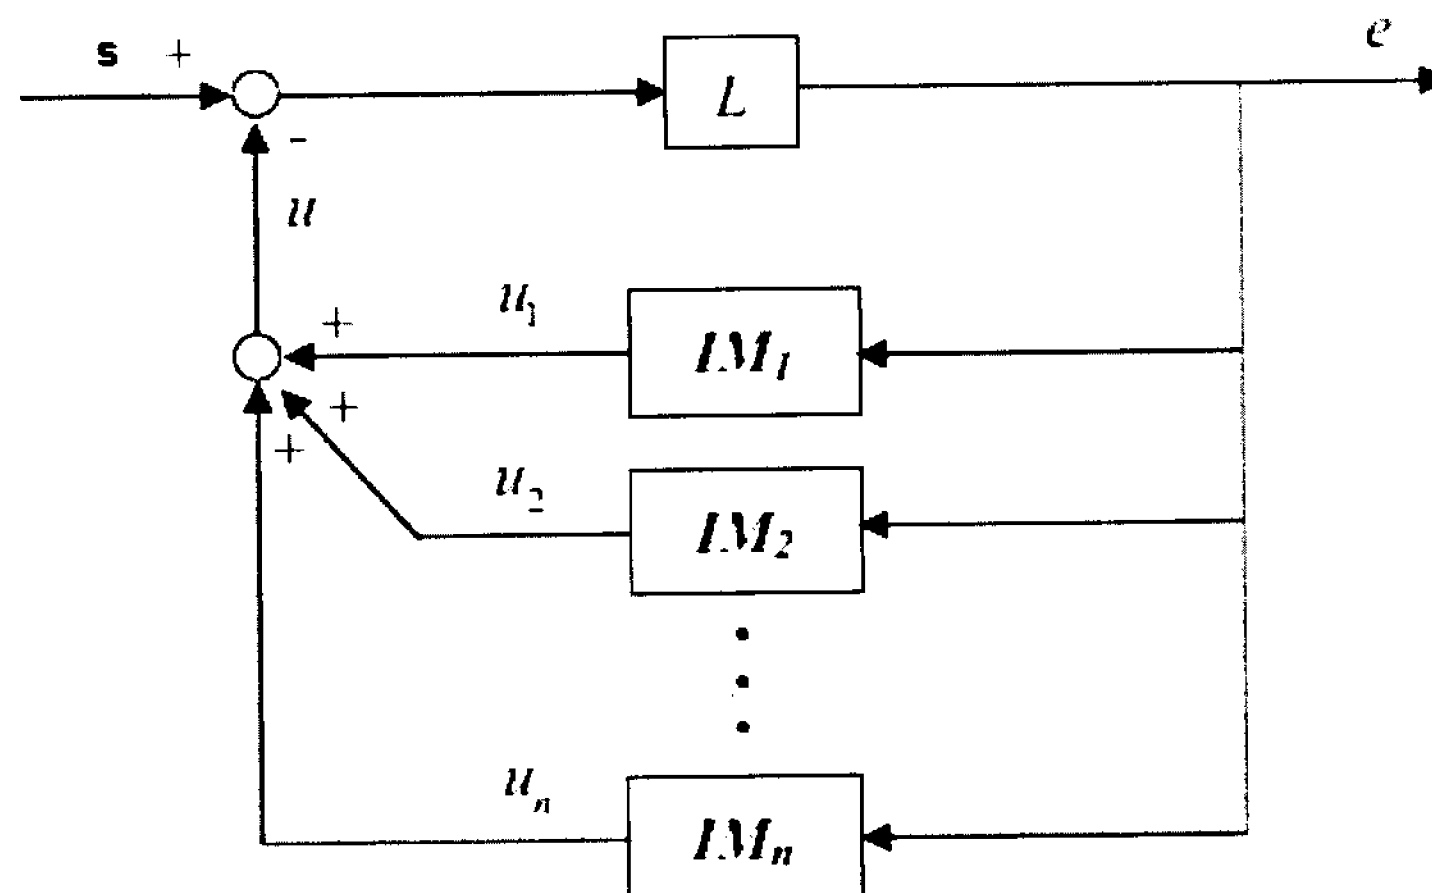 s + e
L
-
u
u₁ + IM₁
+
+
u₂ IM₂
uₙ IMₙ